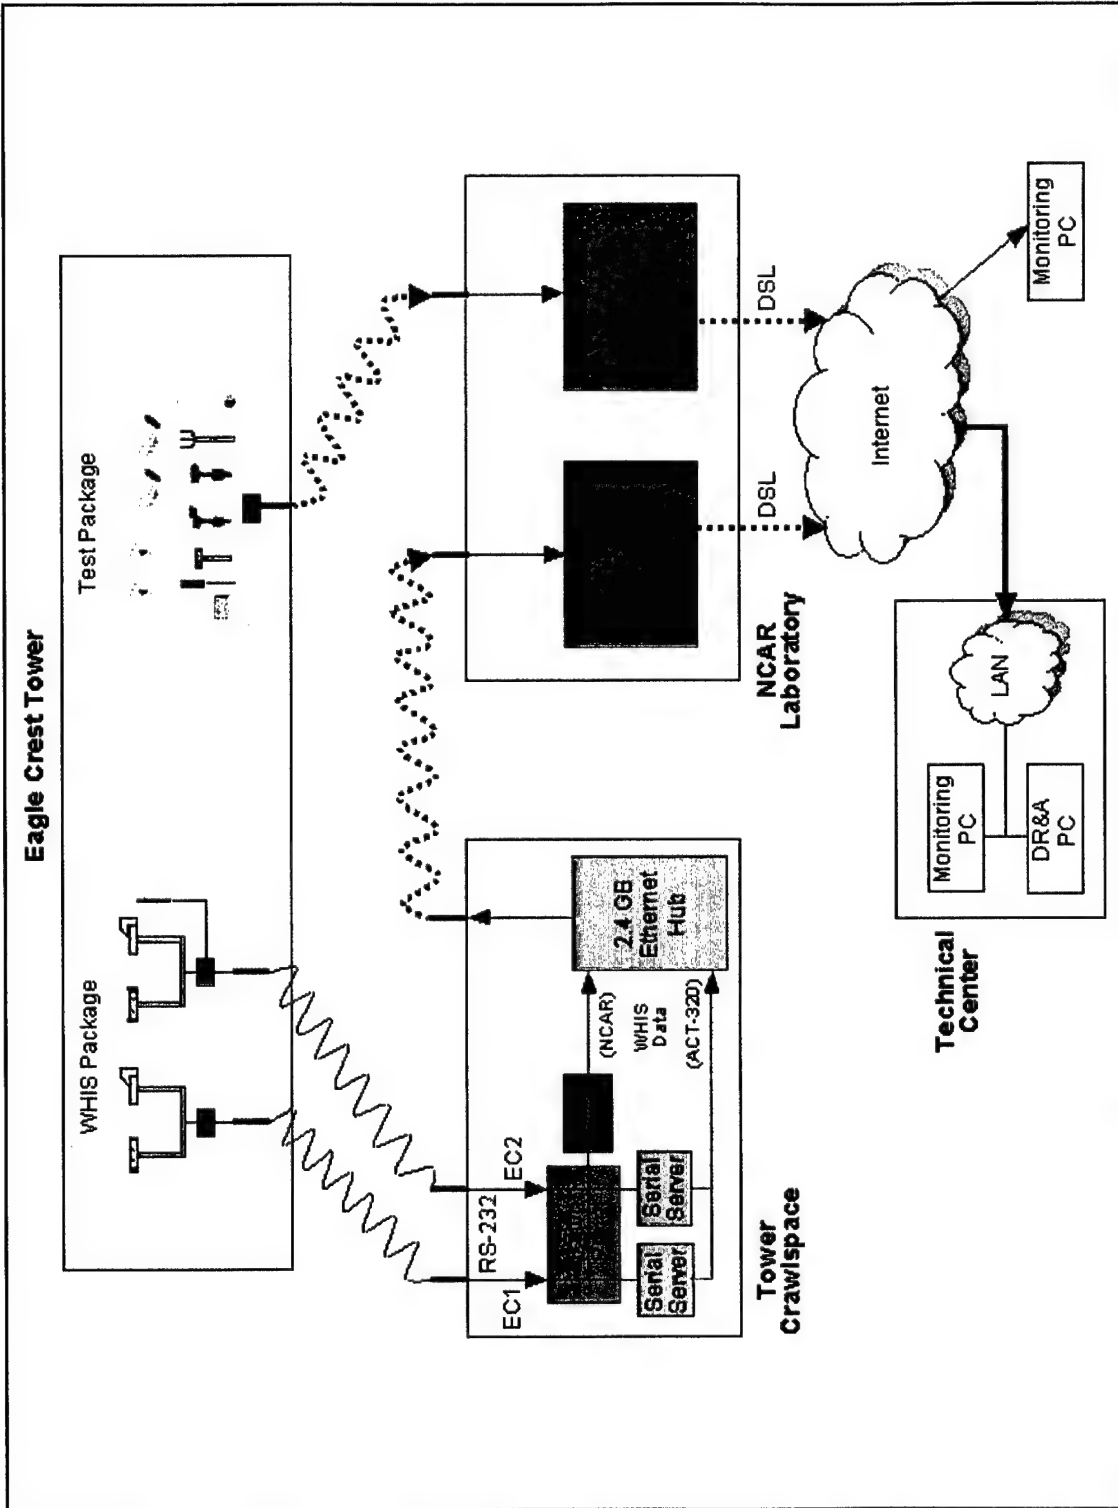 Eagle Crest Tower
WHIS Package
Test Package
EC1
RS-232
EC2
Serial
Server
Serial
Server
(NCAR)
WHIS
Data
(ACT-320)
2.4 GB
Ethernet
Hub
Tower
Crawlspace
NCAR
Laboratory
DSL
DSL
Internet
Monitoring
PC
LAN
Monitoring
PC
DR&A
PC
Technical
Center